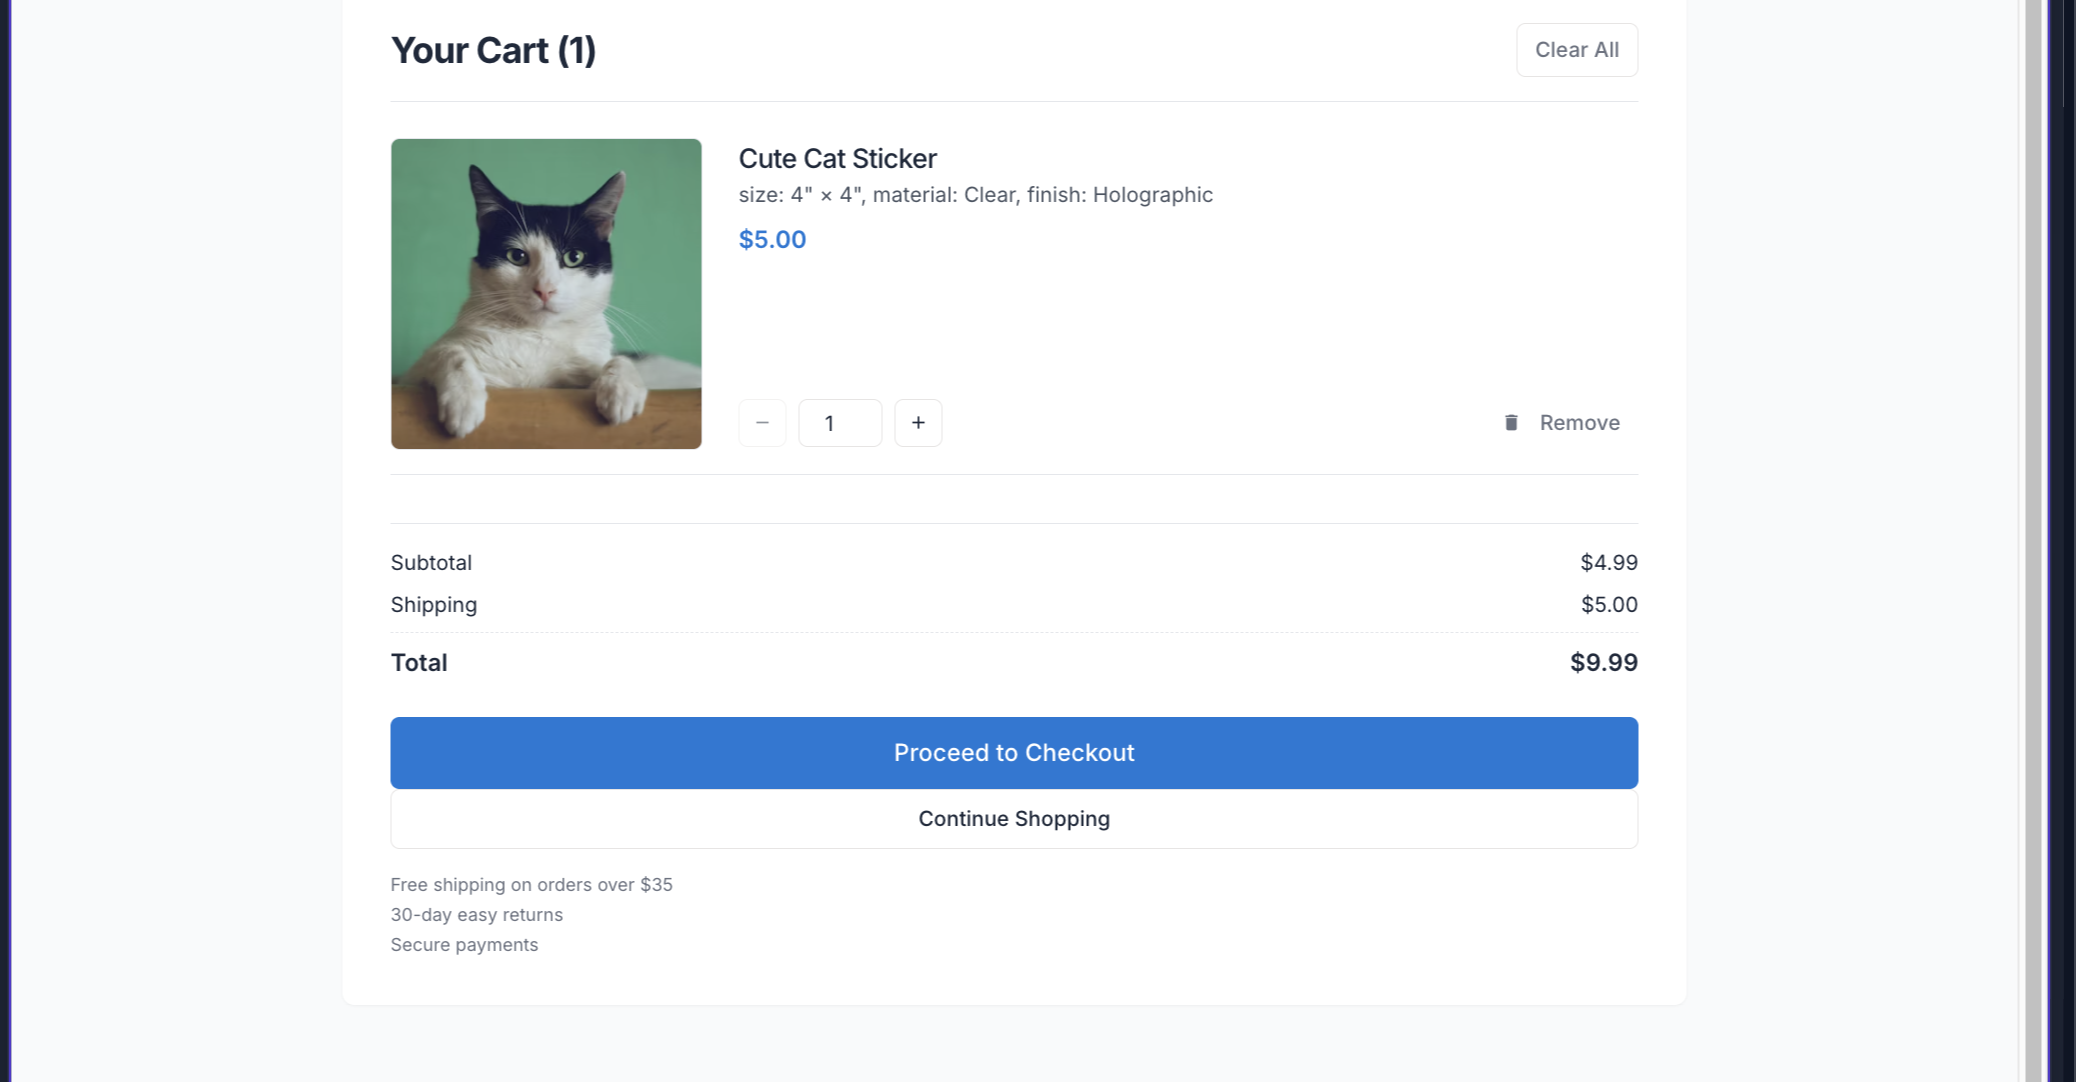 Your Cart (1)
Clear All
Cute Cat Sticker
size: 4" × 4", material: Clear, finish: Holographic
$5.00
− 1 +
Remove
Subtotal $4.99
Shipping $5.00
Total $9.99
Proceed to Checkout
Continue Shopping
Free shipping on orders over $35
30-day easy returns
Secure payments